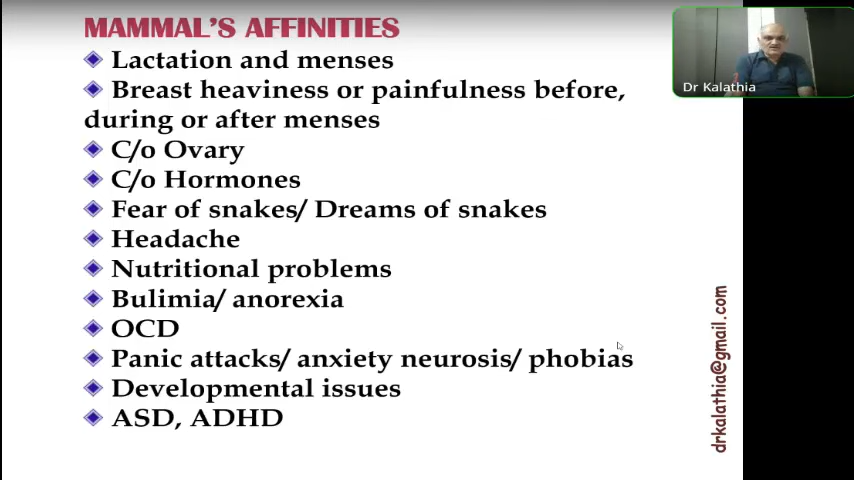 MAMMAL'S AFFINITIES
Lactation and menses
Breast heaviness or painfulness before,
during or after menses
C/o Ovary
C/o Hormones
Fear of snakes/ Dreams of snakes
Headache
Nutritional problems
Bulimia/ anorexia
OCD
Panic attacks/ anxiety neurosis/ phobias
Developmental issues
ASD, ADHD
Dr Kalathia
drkalathia@gmail.com